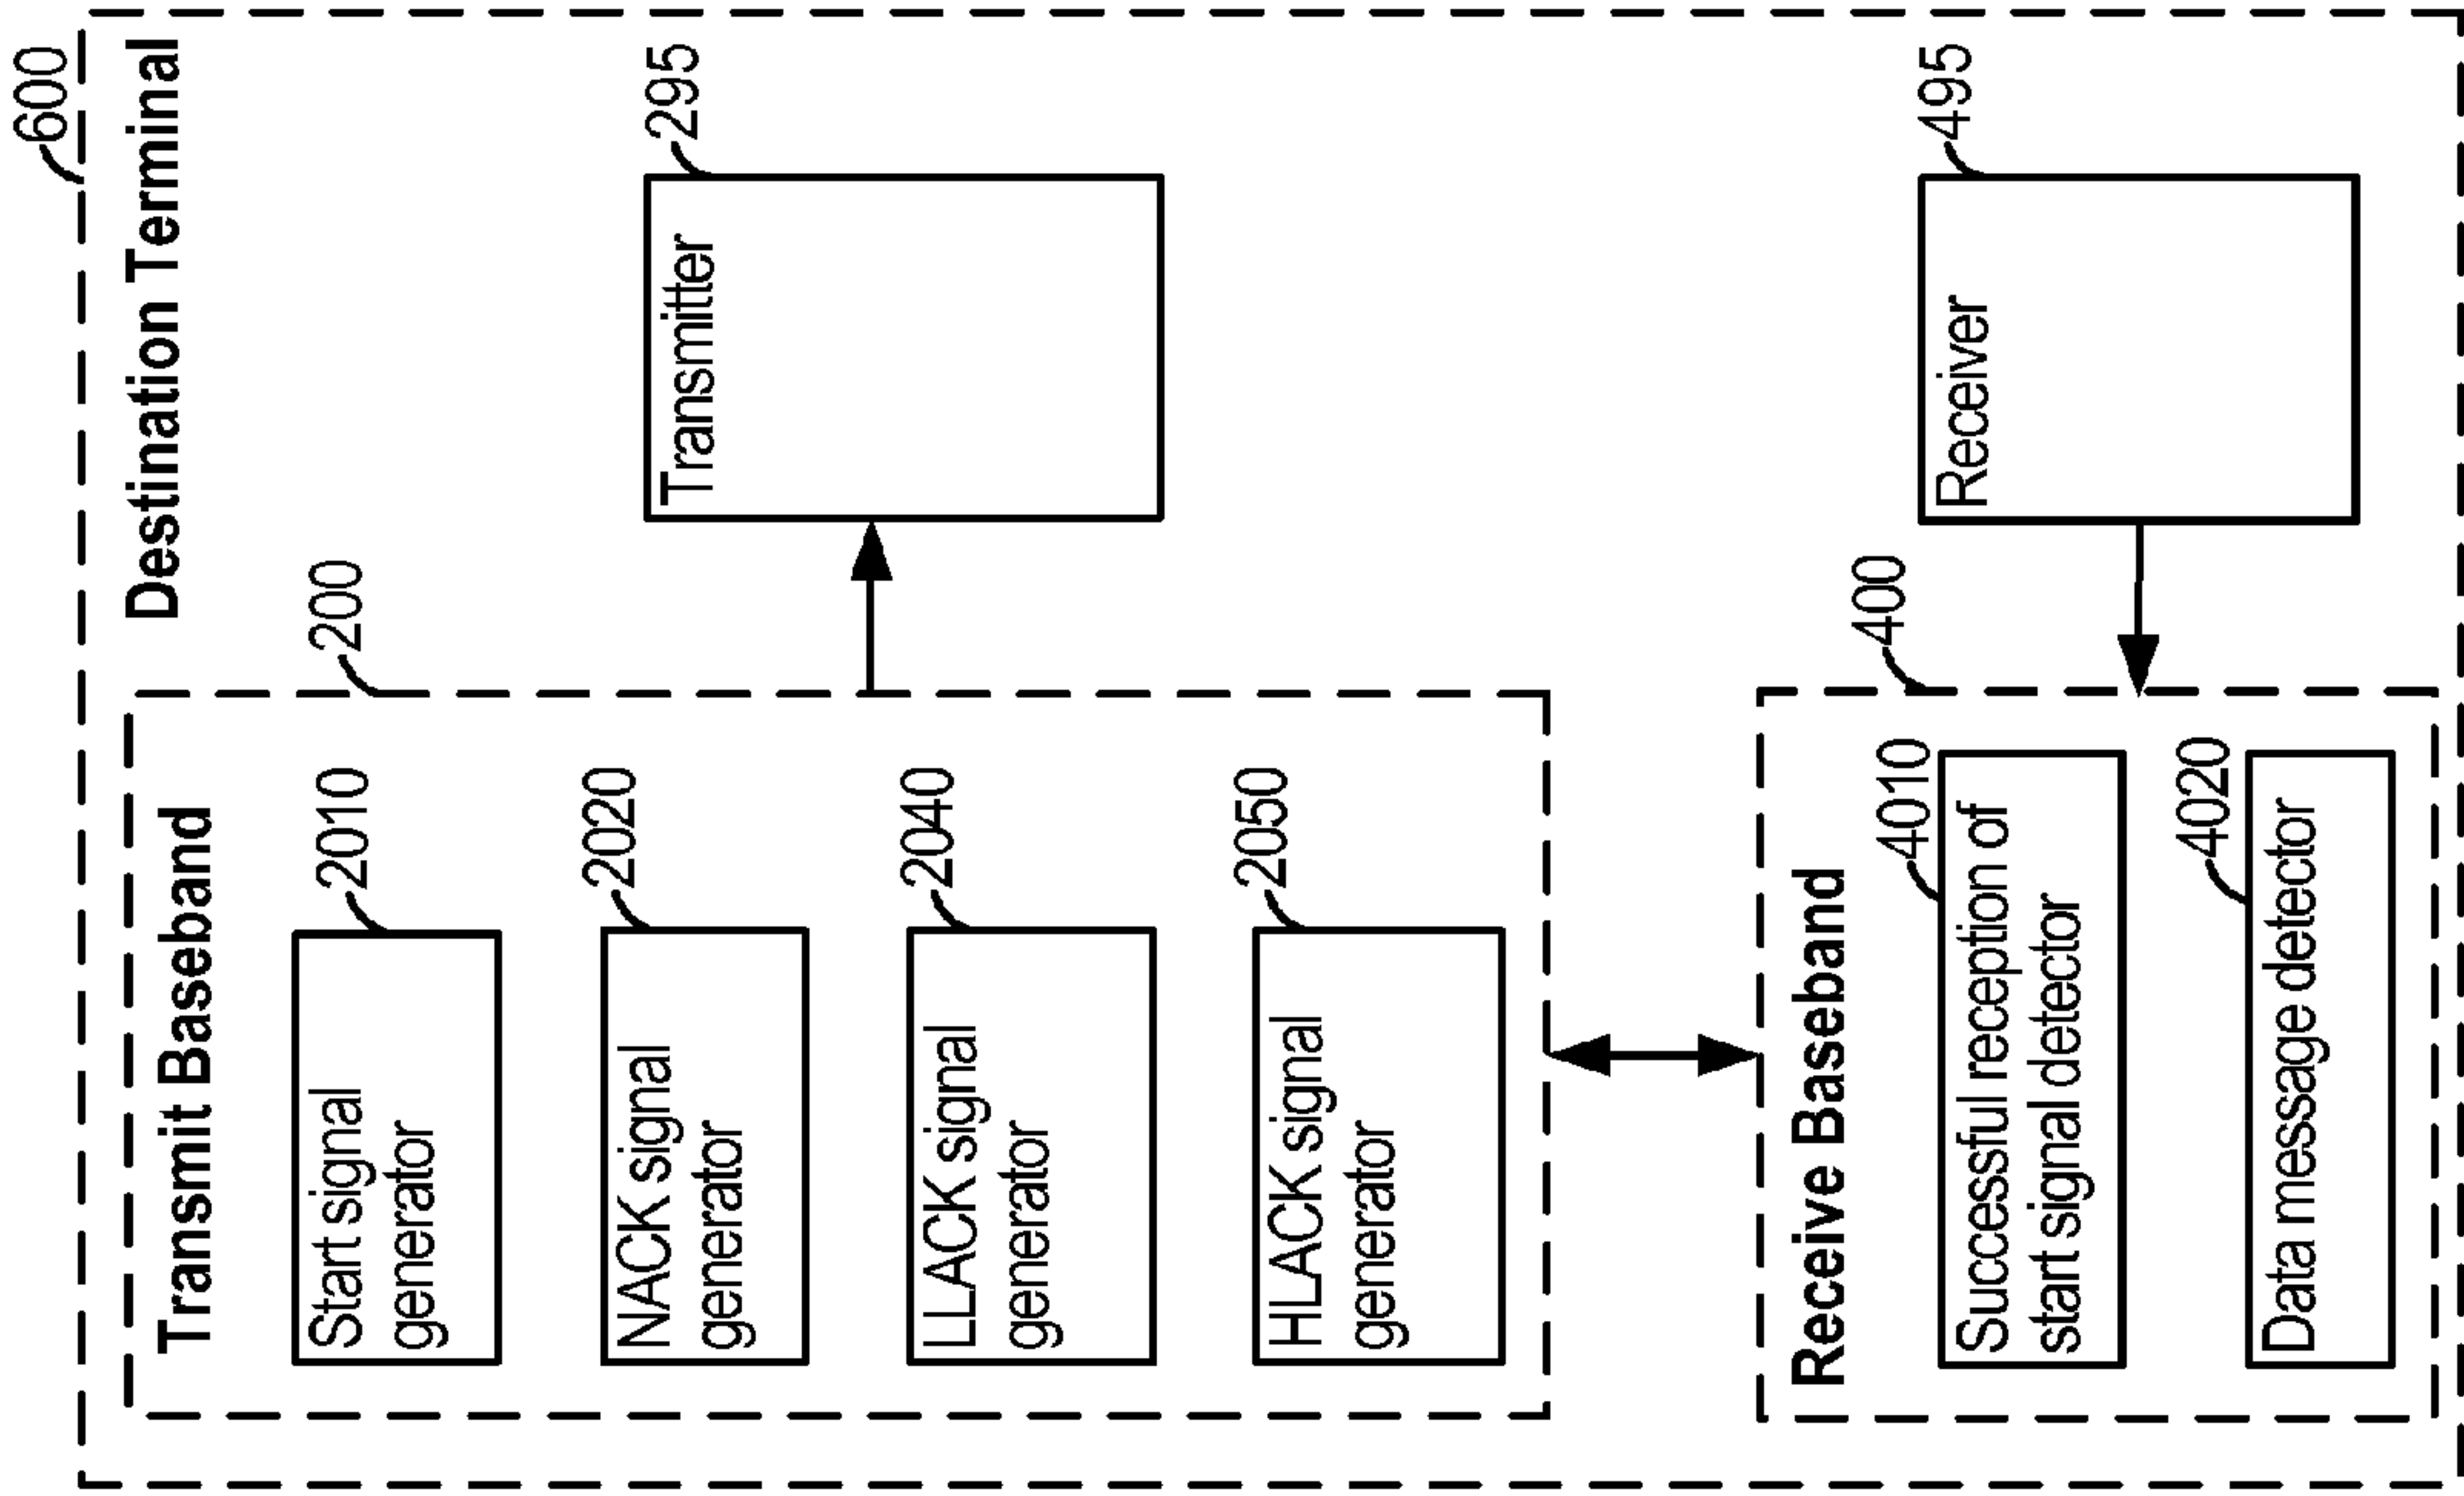 600
Destination Terminal
200
Transmit Baseband
2010
Start signal
generator
2020
NACK signal
generator
2040
LLACK signal
generator
2050
HLACK signal
generator
Transmitter
295
400
Receive Baseband
4010
Successful reception of
start signal detector
4020
Data message detector
Receiver
495